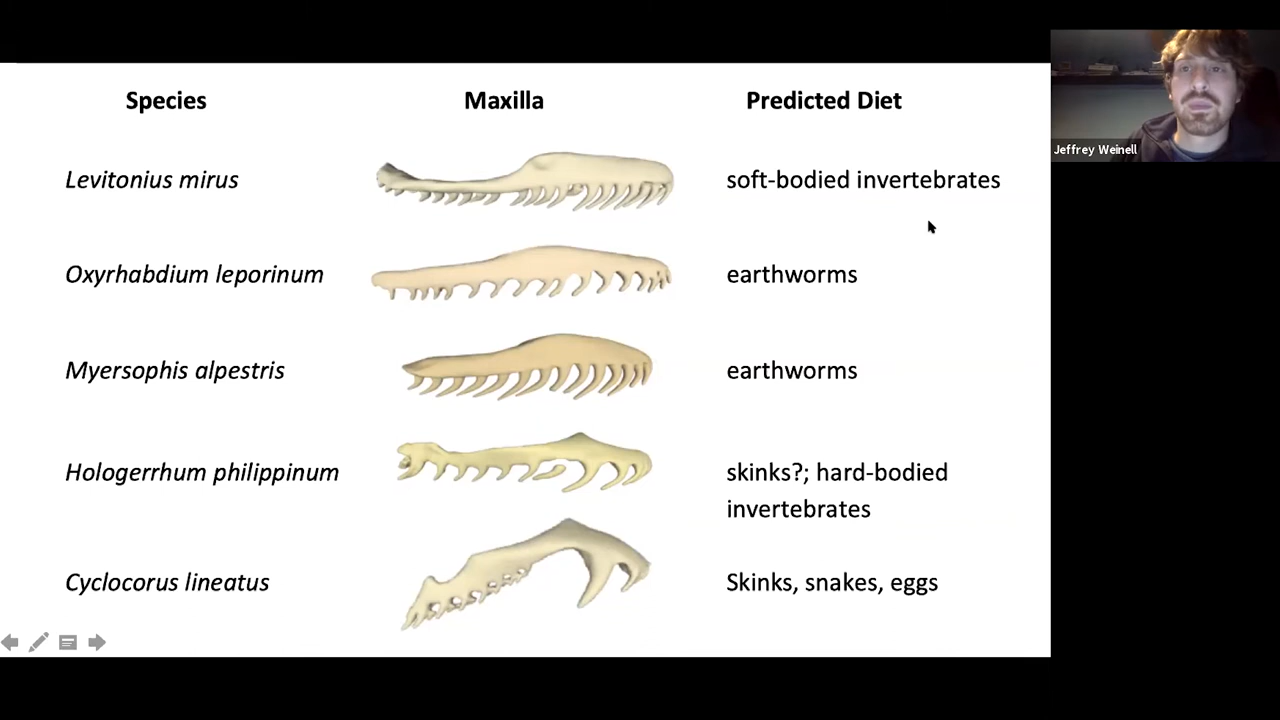 Species Maxilla Predicted Diet
Levitonius mirus soft-bodied invertebrates
Oxyrhabdium leporinum earthworms
Myersophis alpestris earthworms
Hologerrhum philippinum skinks?; hard-bodied
invertebrates
Cyclocorus lineatus Skinks, snakes, eggs
Jeffrey Weinell